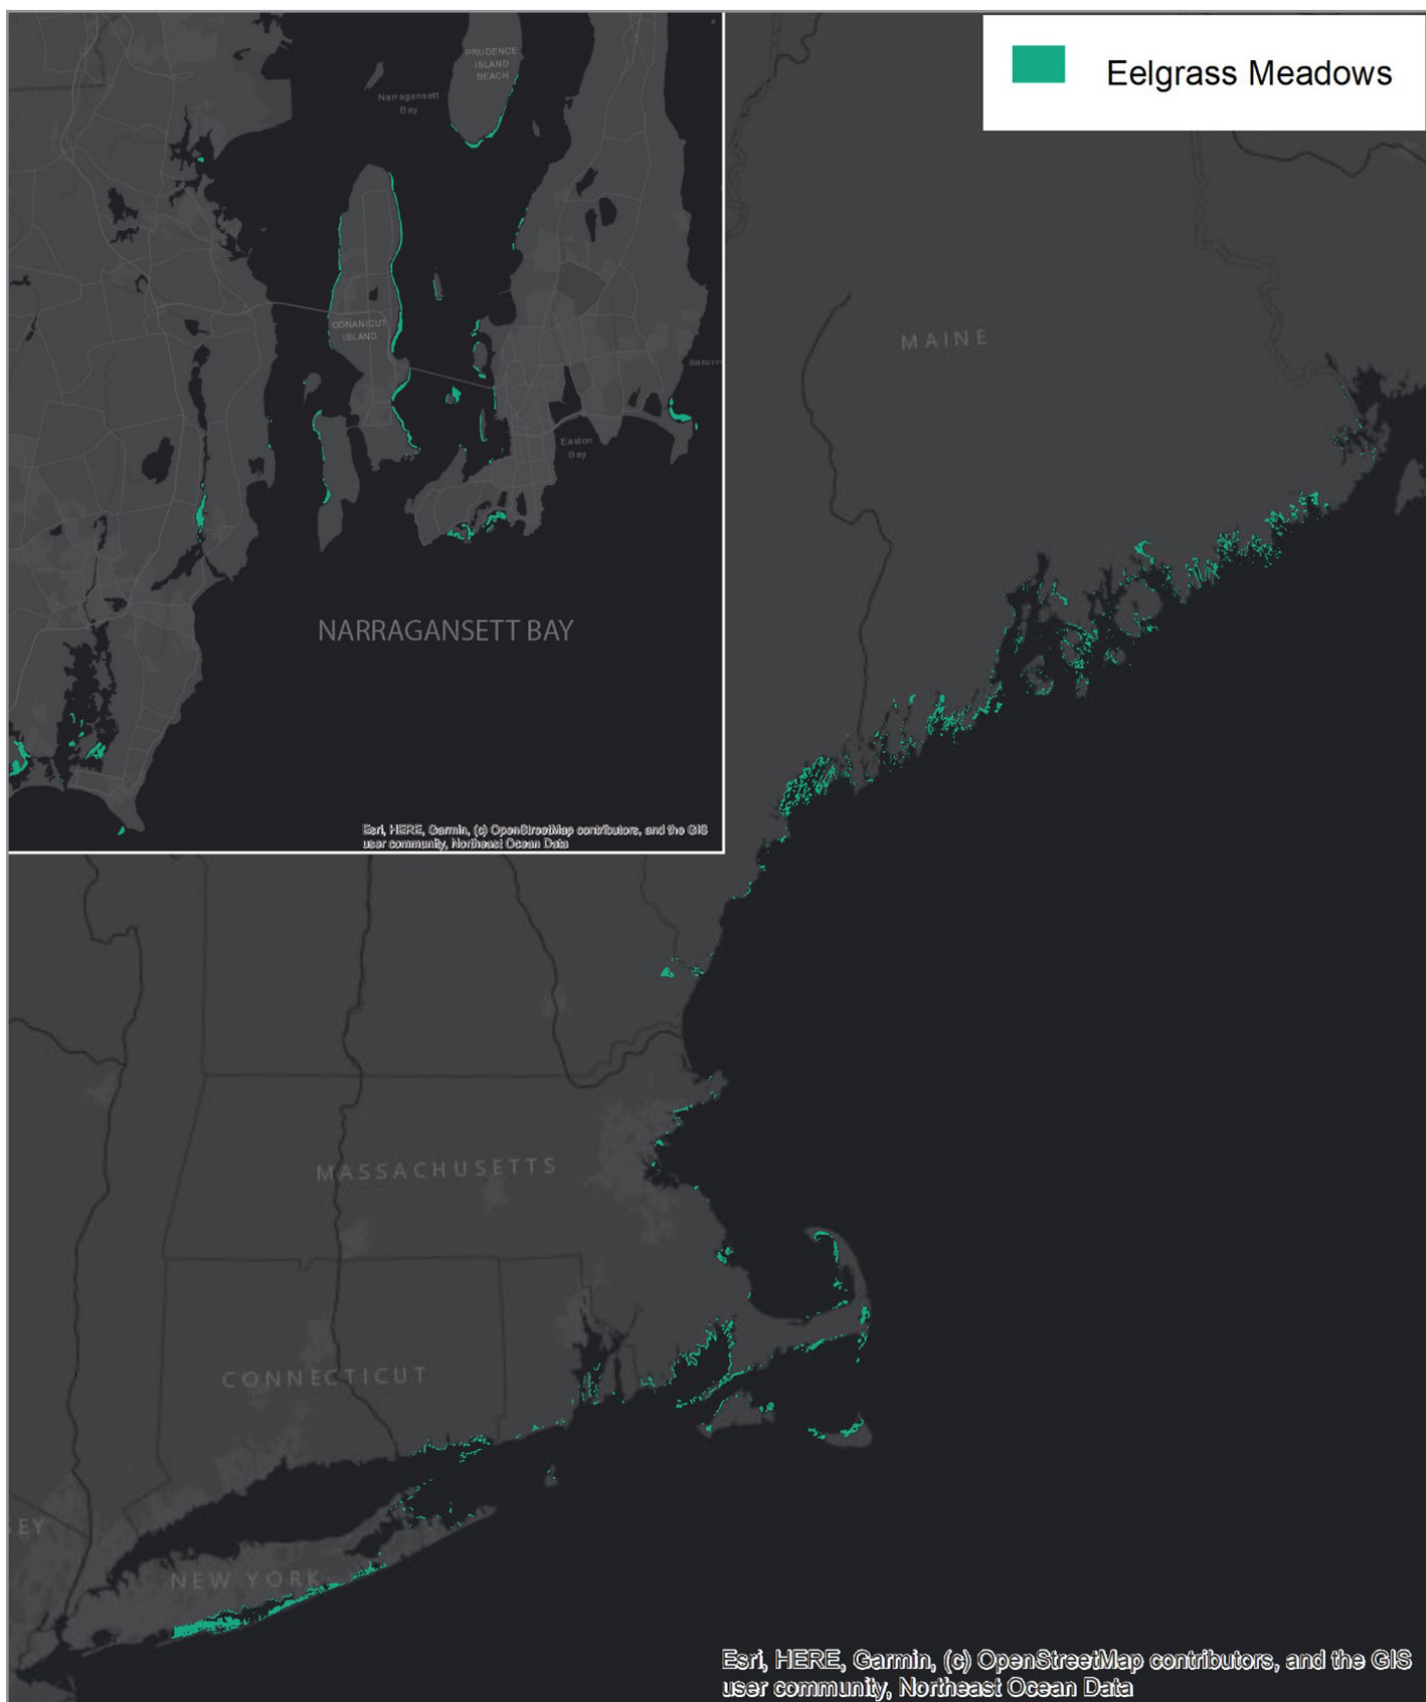 Eelgrass Meadows
PRUDENCE
ISLAND
BEACH
Narragansett
Bay
CONANICUT
ISLAND
Easton
Bay
NARRAGANSETT BAY
Esri, HERE, Garmin, (c) OpenStreetMap contributors, and the GIS
user community, Northeast Ocean Data
MAINE
MASSACHUSETTS
CONNECTICUT
EY
NEW YORK
Esri, HERE, Garmin, (c) OpenStreetMap contributors, and the GIS
user community, Northeast Ocean Data